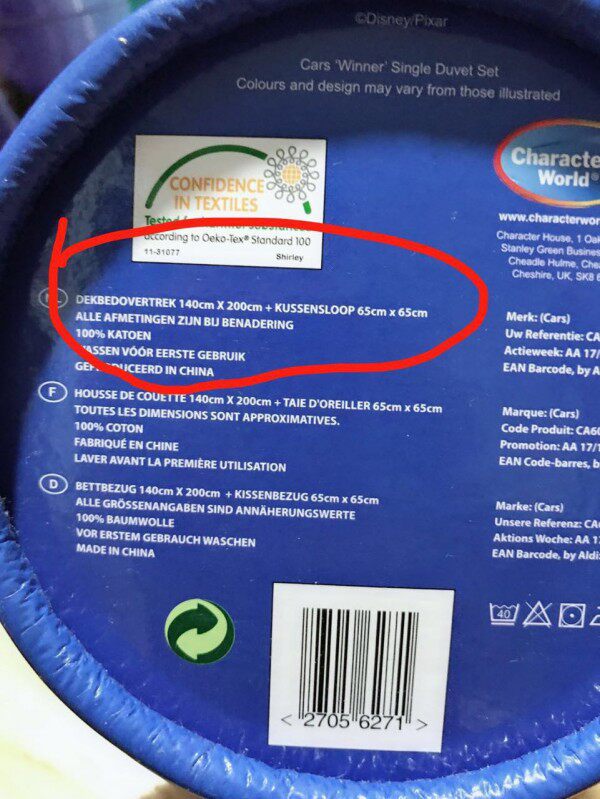 ©Disney/Pixar
Cars 'Winner' Single Duvet Set
Colours and design may vary from those illustrated
CONFIDENCE
IN TEXTILES
Tested
according to Oeko-Tex® Standard 100
11-31077 Shirley
Characte
World®
www.characterwor
Character House, 1 Oak
Stanley Green Busines
Cheadle Hulme, Che
Cheshire, UK, SK8 6
DEKBEDOVERTREK 140cm X 200cm + KUSSENSLOOP 65cm x 65cm
ALLE AFMETINGEN ZIJN BIJ BENADERING
100% KATOEN
WASSEN VÓÓR EERSTE GEBRUIK
GEPRODUCEERD IN CHINA
F HOUSSE DE COUETTE 140cm X 200cm + TAIE D'OREILLER 65cm x 65cm
TOUTES LES DIMENSIONS SONT APPROXIMATIVES.
100% COTON
FABRIQUÉ EN CHINE
LAVER AVANT LA PREMIÈRE UTILISATION
D BETTBEZUG 140cm X 200cm + KISSENBEZUG 65cm x 65cm
ALLE GRÖSSENANGABEN SIND ANNÄHERUNGSWERTE
100% BAUMWOLLE
VOR ERSTEM GEBRAUCH WASCHEN
MADE IN CHINA
Merk: (Cars)
Uw Referentie: CA
Actieweek: AA 17/
EAN Barcode, by A
Marque: (Cars)
Code Produit: CA60
Promotion: AA 17/1
EAN Code-barres, b
Marke: (Cars)
Unsere Referenz: CA
Aktions Woche: AA 1
EAN Barcode, by Aldi:
40
< 2705 6271 >